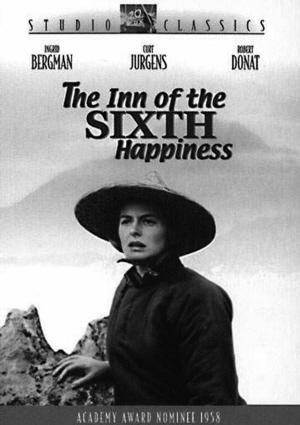 STUDIO CLASSICS
INGRID BERGMAN
CURT JURGENS
ROBERT DONAT
The Inn of the
SIXTH
Happiness
ACADEMY AWARD NOMINEE 1958